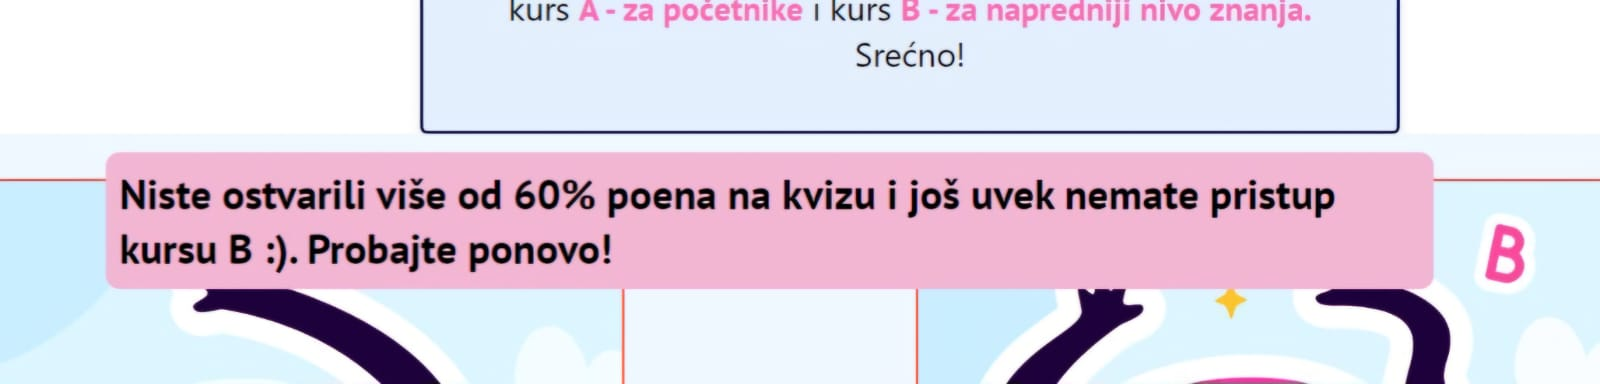 kurs A - za početnike i kurs B - za napredniji nivo znanja.
Srećno!
Niste ostvarili više od 60% poena na kvizu i još uvek nemate pristup
kursu B :). Probajte ponovo!
B